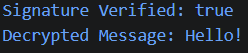 Signature Verified: true
Decrypted Message: Hello!